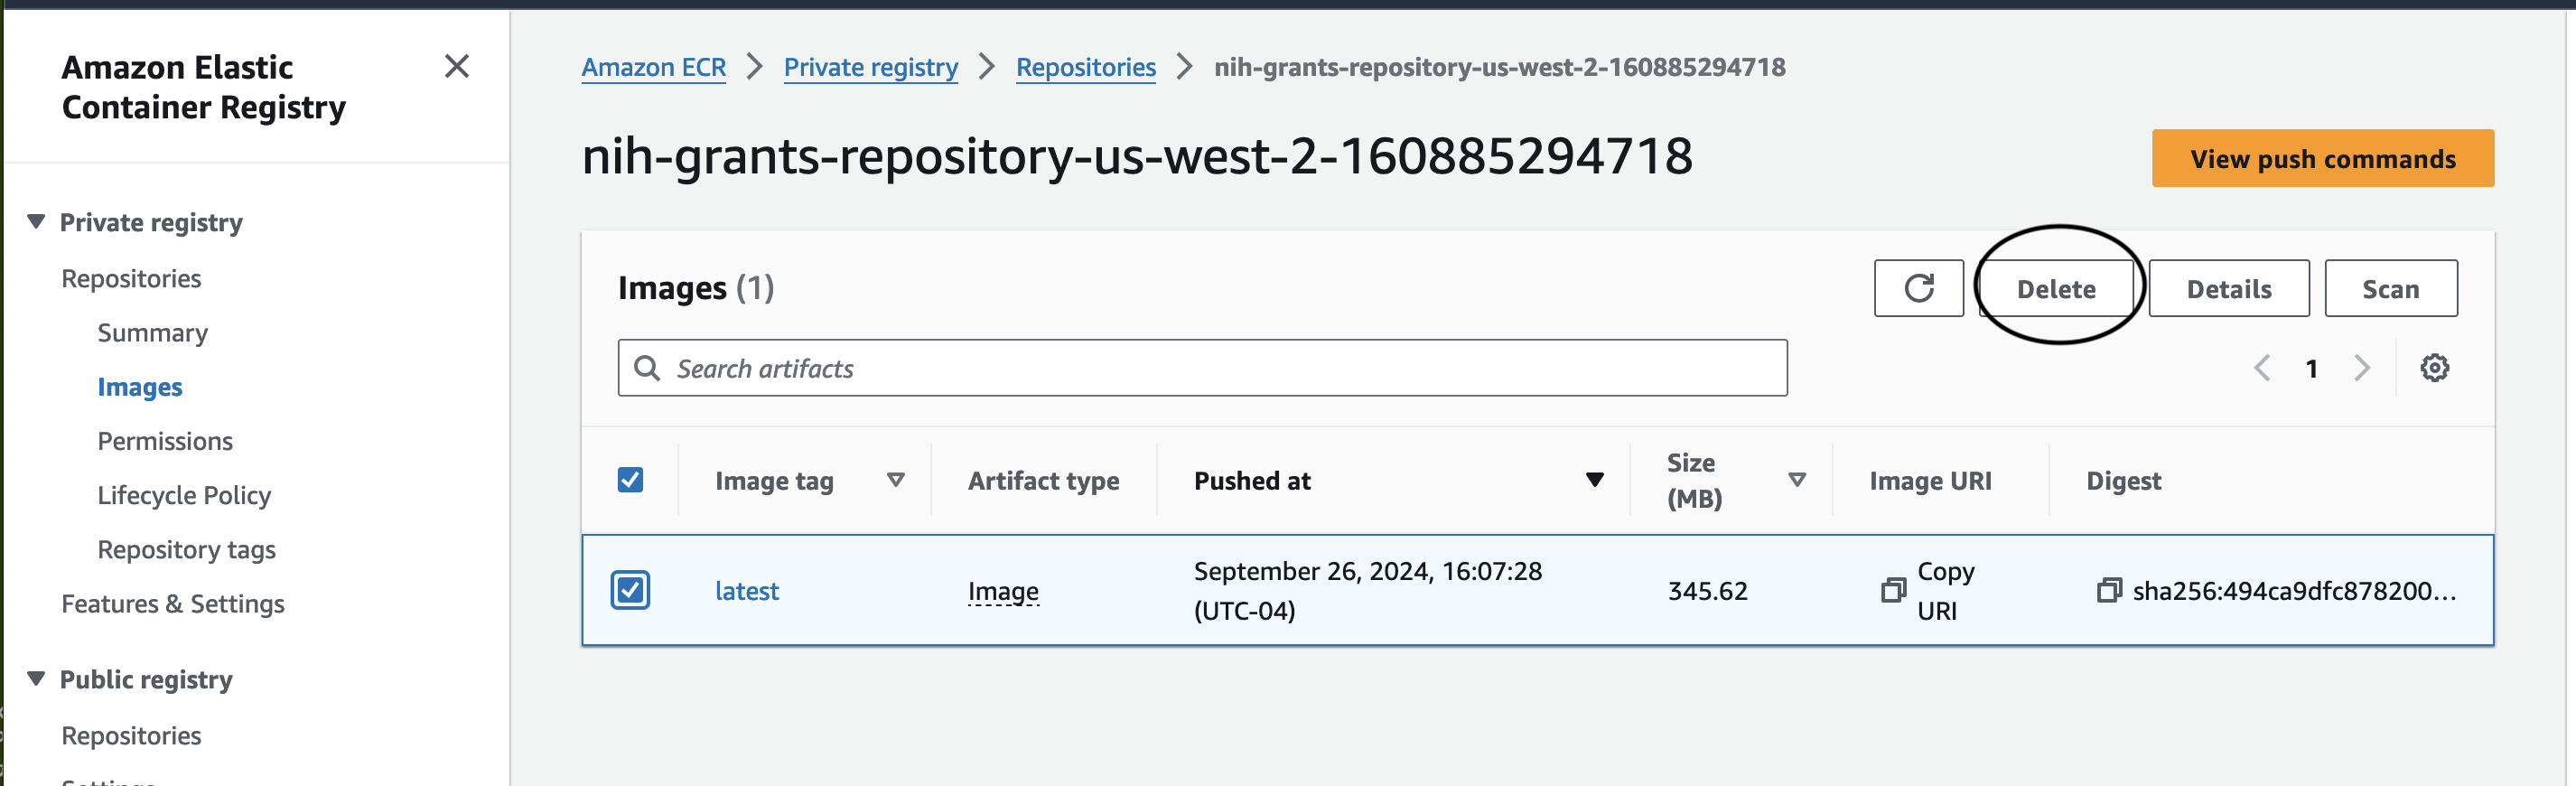 Amazon Elastic
Container Registry
Private registry
Repositories
Summary
Images
Permissions
Lifecycle Policy
Repository tags
Features & Settings
Public registry
Repositories
Settings
Amazon ECR > Private registry > Repositories > nih-grants-repository-us-west-2-160885294718
nih-grants-repository-us-west-2-160885294718
View push commands
Images (1)
Delete
Details
Scan
Search artifacts
1
Image tag
Artifact type
Pushed at
Size
(MB)
Image URI
Digest
latest
Image
September 26, 2024, 16:07:28
(UTC-04)
345.62
Copy
URI
sha256:494ca9dfc878200...